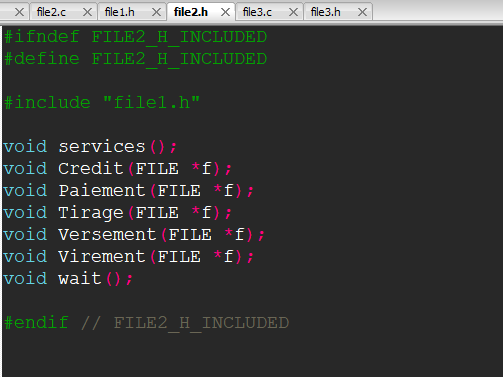 file2.c file1.h file2.h file3.c file3.h
#ifndef FILE2_H_INCLUDED
#define FILE2_H_INCLUDED
#include "file1.h"
void services();
void Credit(FILE *f);
void Paiement(FILE *f);
void Tirage(FILE *f);
void Versement(FILE *f);
void Virement(FILE *f);
void wait();
#endif // FILE2_H_INCLUDED